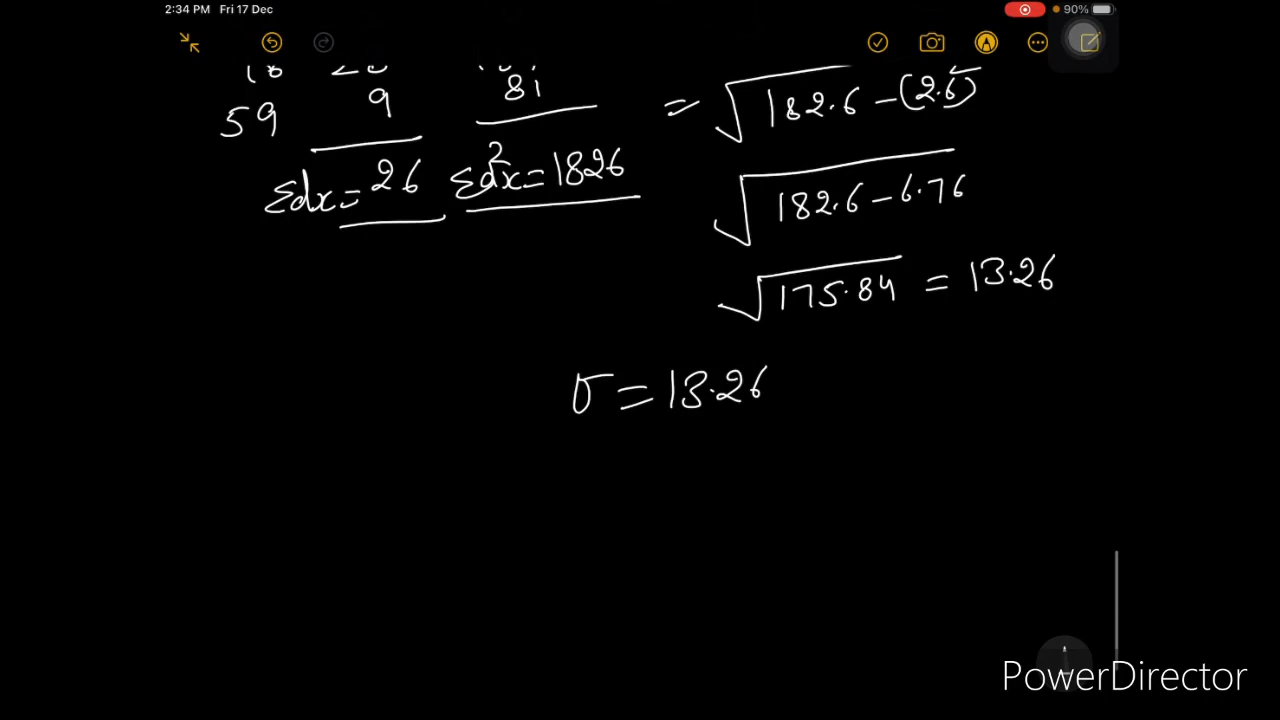 2:34 PM Fri 17 Dec 90%
59 9 81
= √182.6 - (2.6)²
Σdx = 26 Σd²x = 1826
√182.6 - 6.76
√175.84 = 13.26
σ = 13.26
PowerDirector